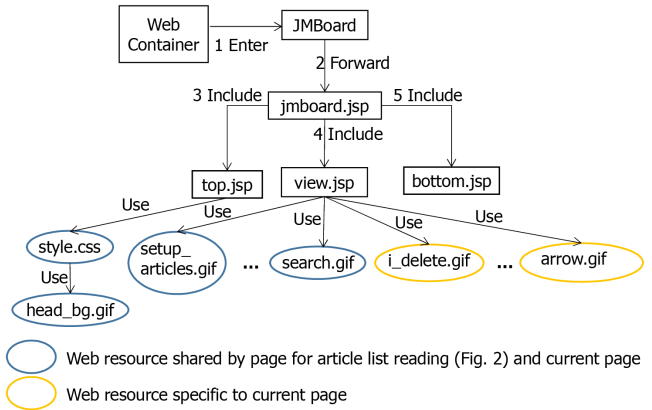 Web
Container
JMBoard
1 Enter
2 Forward
3 Include
jmboard.jsp
5 Include
4 Include
top.jsp
view.jsp
bottom.jsp
Use
Use
Use
Use
Use
style.css
setup_
articles.gif
...
search.gif
i_delete.gif
...
arrow.gif
Use
head_bg.gif
Web resource shared by page for article list reading (Fig. 2) and current page
Web resource specific to current page